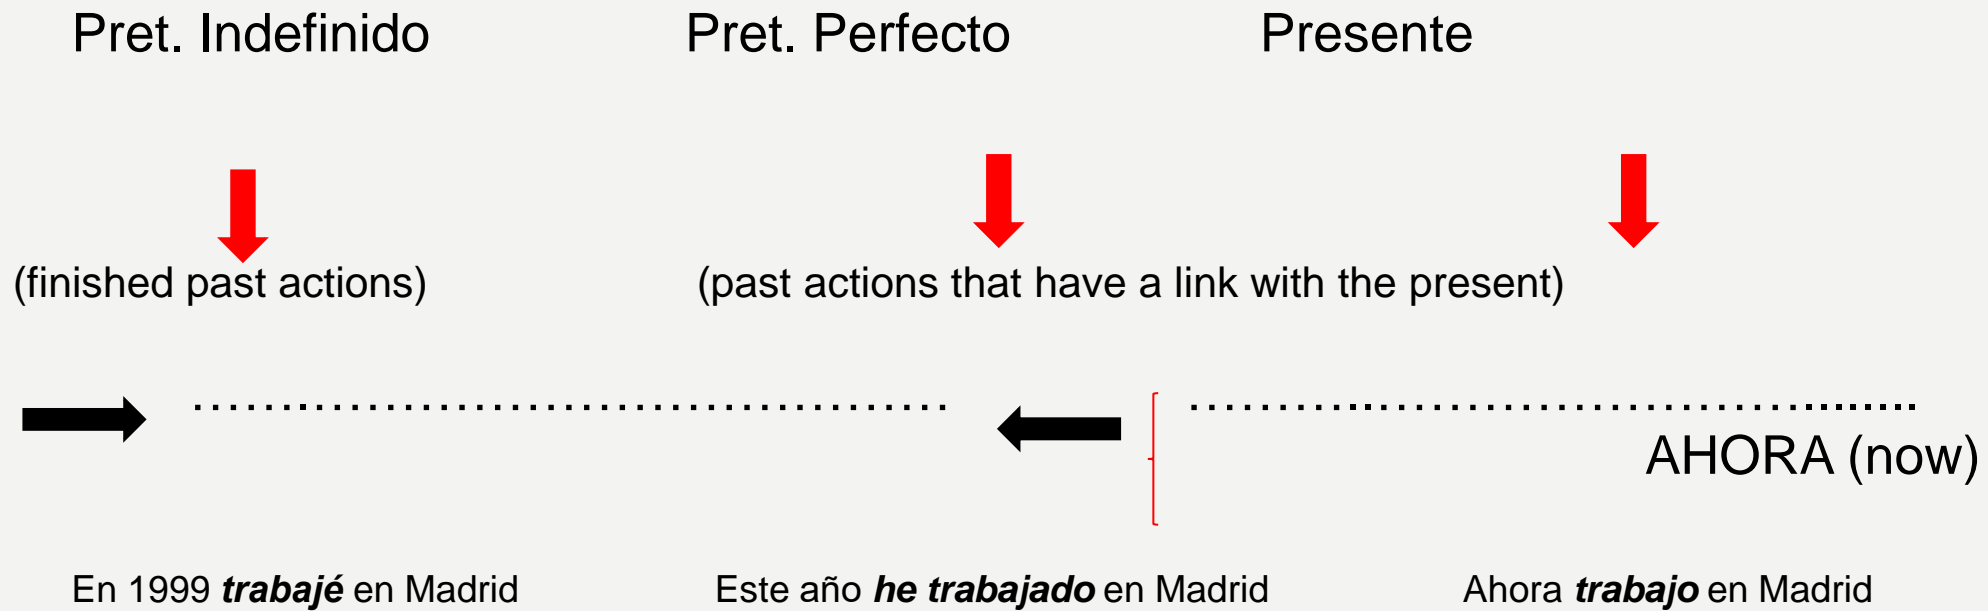 Pret. Indefinido Pret. Perfecto Presente
(finished past actions) (past actions that have a link with the present)
AHORA (now)
En 1999 trabajé en Madrid Este año he trabajado en Madrid Ahora trabajo en Madrid